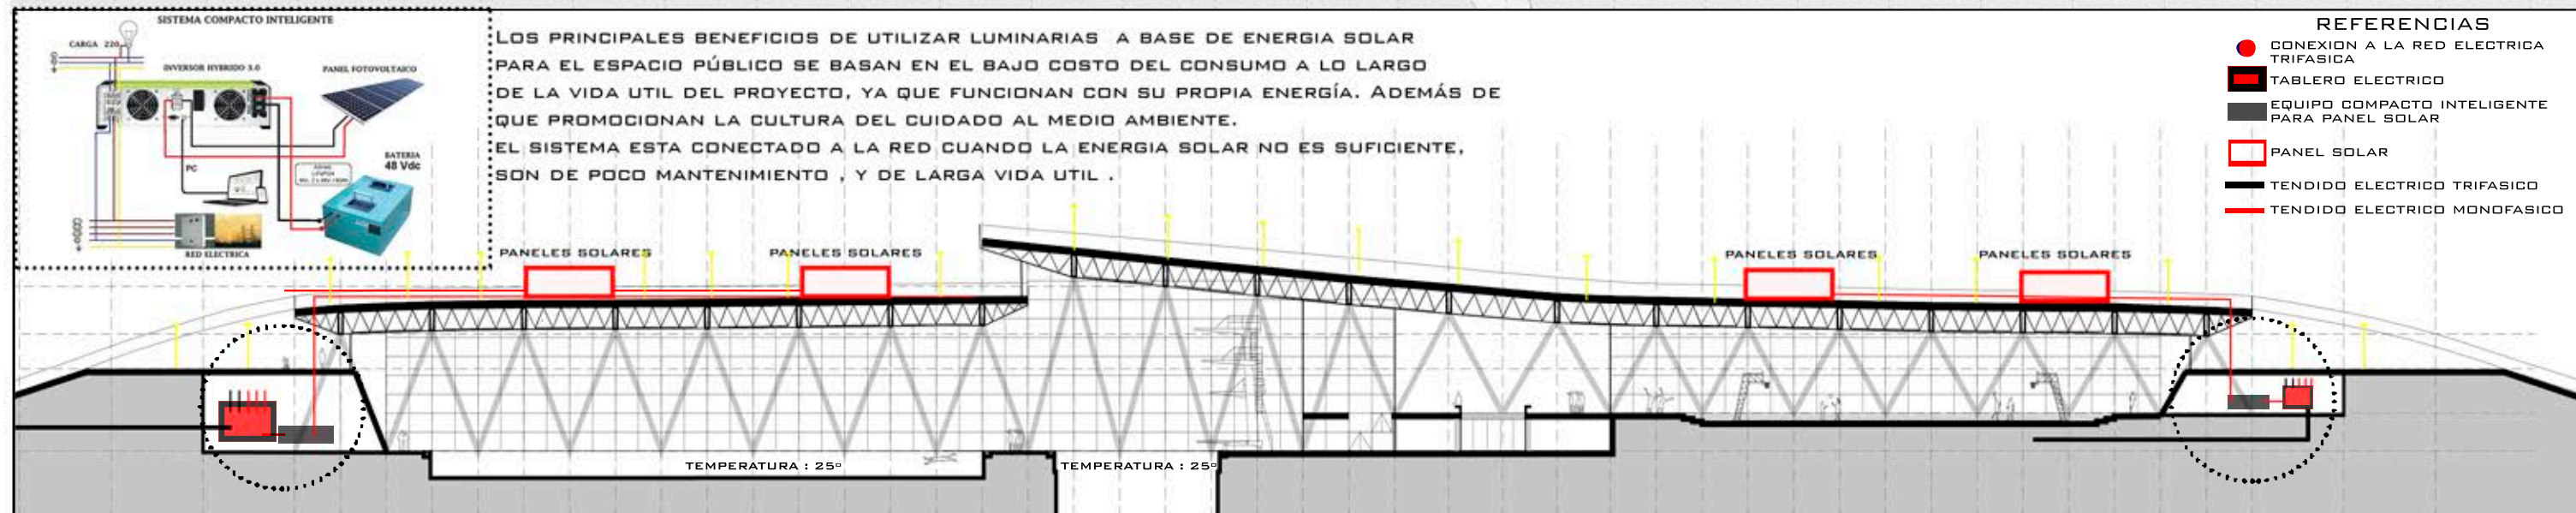 SISTEMA COMPACTO INTELIGENTE
CARGA 220
INVERSOR HYBRIDO 3.0
PANEL FOTOVOLTAICO
PC
BATERIA
48 Vdc
RED ELECTRICA
LOS PRINCIPALES BENEFICIOS DE UTILIZAR LUMINARIAS A BASE DE ENERGIA SOLAR
PARA EL ESPACIO PÚBLICO SE BASAN EN EL BAJO COSTO DEL CONSUMO A LO LARGO
DE LA VIDA UTIL DEL PROYECTO, YA QUE FUNCIONAN CON SU PROPIA ENERGÍA. ADEMÁS DE
QUE PROMOCIONAN LA CULTURA DEL CUIDADO AL MEDIO AMBIENTE.
EL SISTEMA ESTA CONECTADO A LA RED CUANDO LA ENERGIA SOLAR NO ES SUFICIENTE,
SON DE POCO MANTENIMIENTO , Y DE LARGA VIDA UTIL .
REFERENCIAS
CONEXION A LA RED ELECTRICA
TRIFASICA
TABLERO ELECTRICO
EQUIPO COMPACTO INTELIGENTE
PARA PANEL SOLAR
PANEL SOLAR
TENDIDO ELECTRICO TRIFASICO
TENDIDO ELECTRICO MONOFASICO
PANELES SOLARES
PANELES SOLARES
PANELES SOLARES
PANELES SOLARES
TEMPERATURA : 25º
TEMPERATURA : 25º